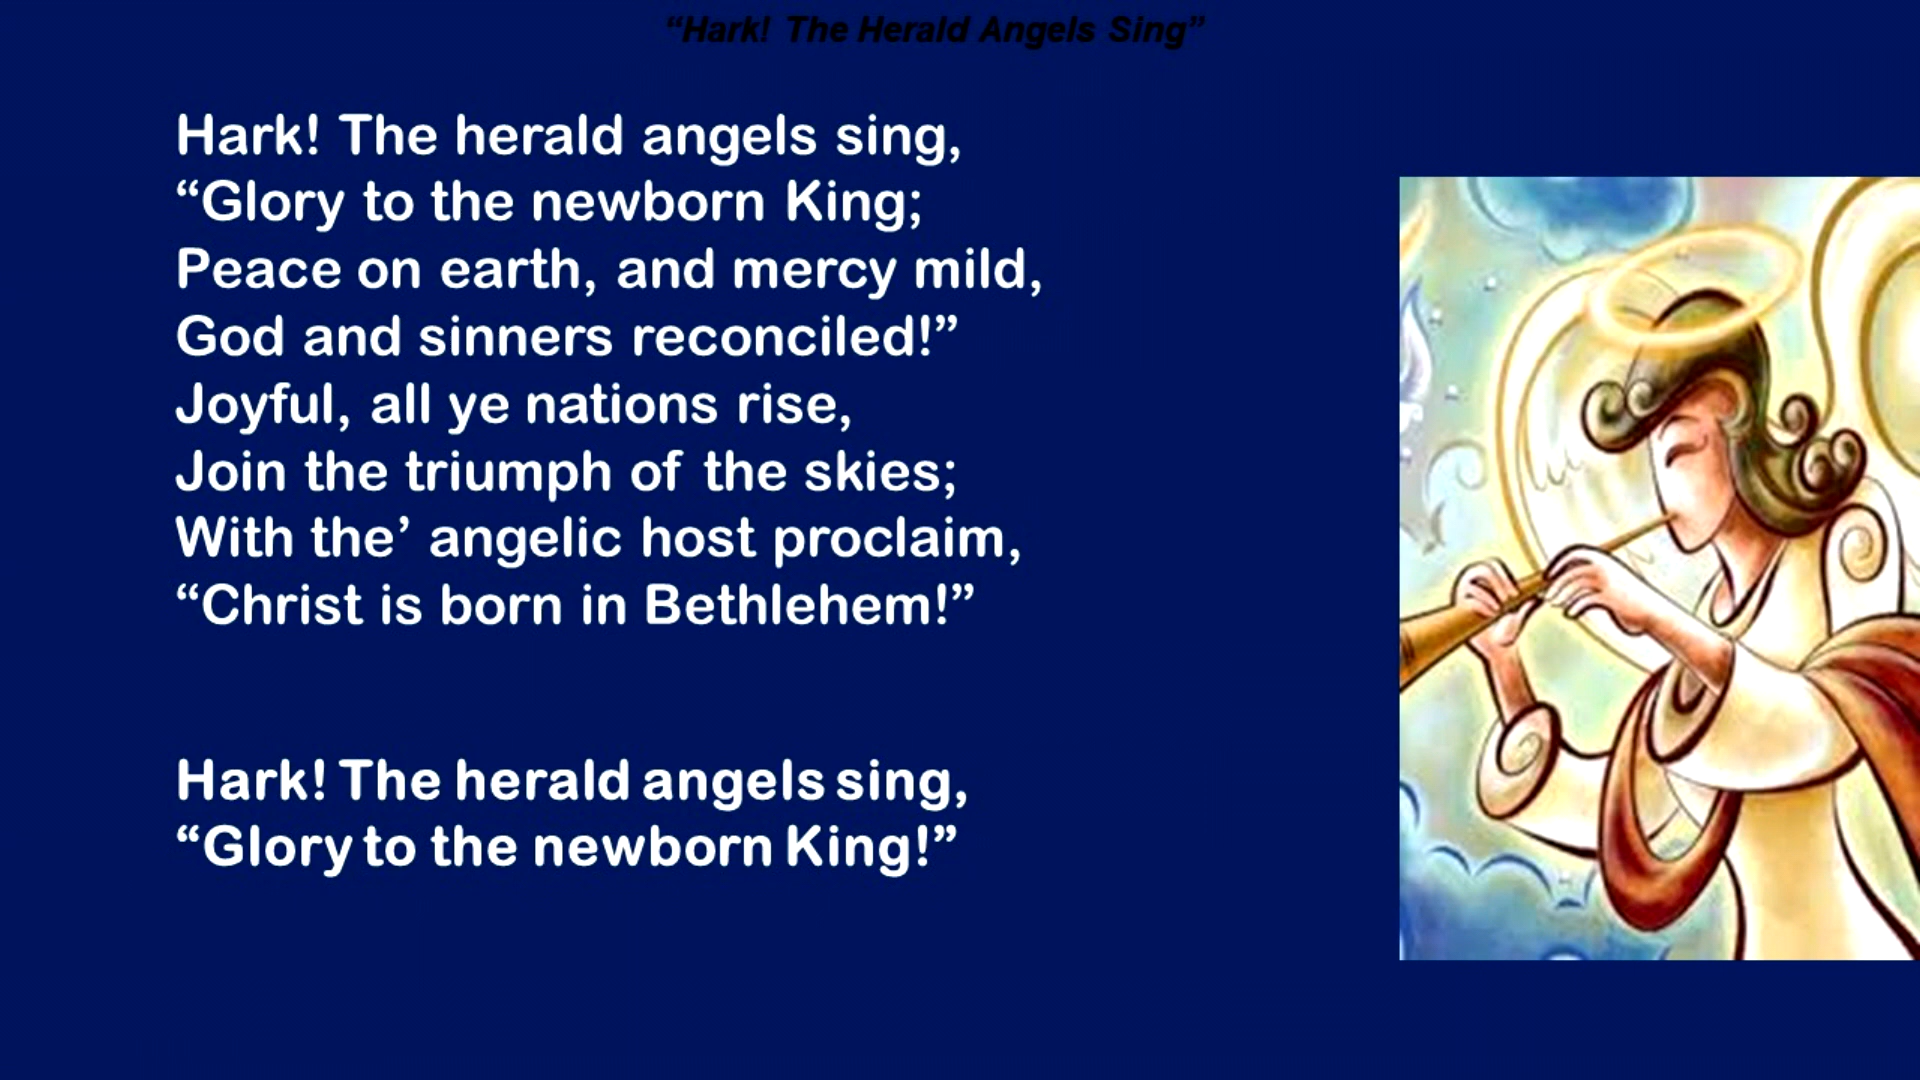 “Hark! The Herald Angels Sing”
Hark! The herald angels sing,
“Glory to the newborn King;
Peace on earth, and mercy mild,
God and sinners reconciled!”
Joyful, all ye nations rise,
Join the triumph of the skies;
With the’ angelic host proclaim,
“Christ is born in Bethlehem!”
Hark! The herald angels sing,
“Glory to the newborn King!”